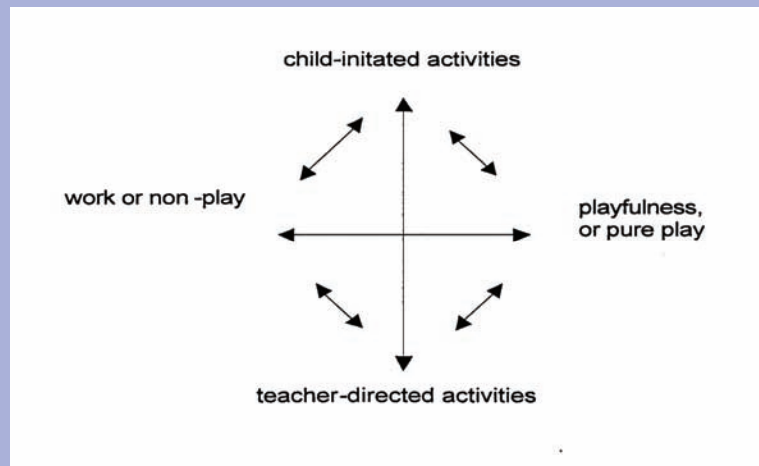 child-initated activities
work or non -play
playfulness,
or pure play
teacher-directed activities